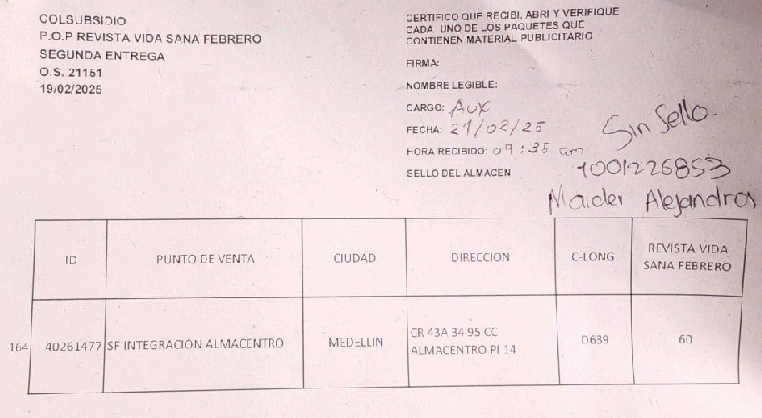 COLSUBSIDIO
P.O.P REVISTA VIDA SANA FEBRERO
SEGUNDA ENTREGA
O.S. 21151
19/02/2025
CERTIFICO QUE RECIBI, ABRI Y VERIFIQUE
CADA UNO DE LOS PAQUETES QUE
CONTIENEN MATERIAL PUBLICITARIO
FIRMA:
NOMBRE LEGIBLE:
CARGO: Aux
FECHA: 21/02/25
HORA RECIBIDO: 09:35 am
Sin Sello.
SELLO DEL ALMACEN
1001226853
Maider Alejandros
ID PUNTO DE VENTA CIUDAD DIRECCION C-LONG REVISTA VIDA SANA FEBRERO
164 40261477 SF INTEGRACION ALMACENTRO MEDELLIN CR 43A 34 95 CC ALMACENTRO PI 14 D639 60